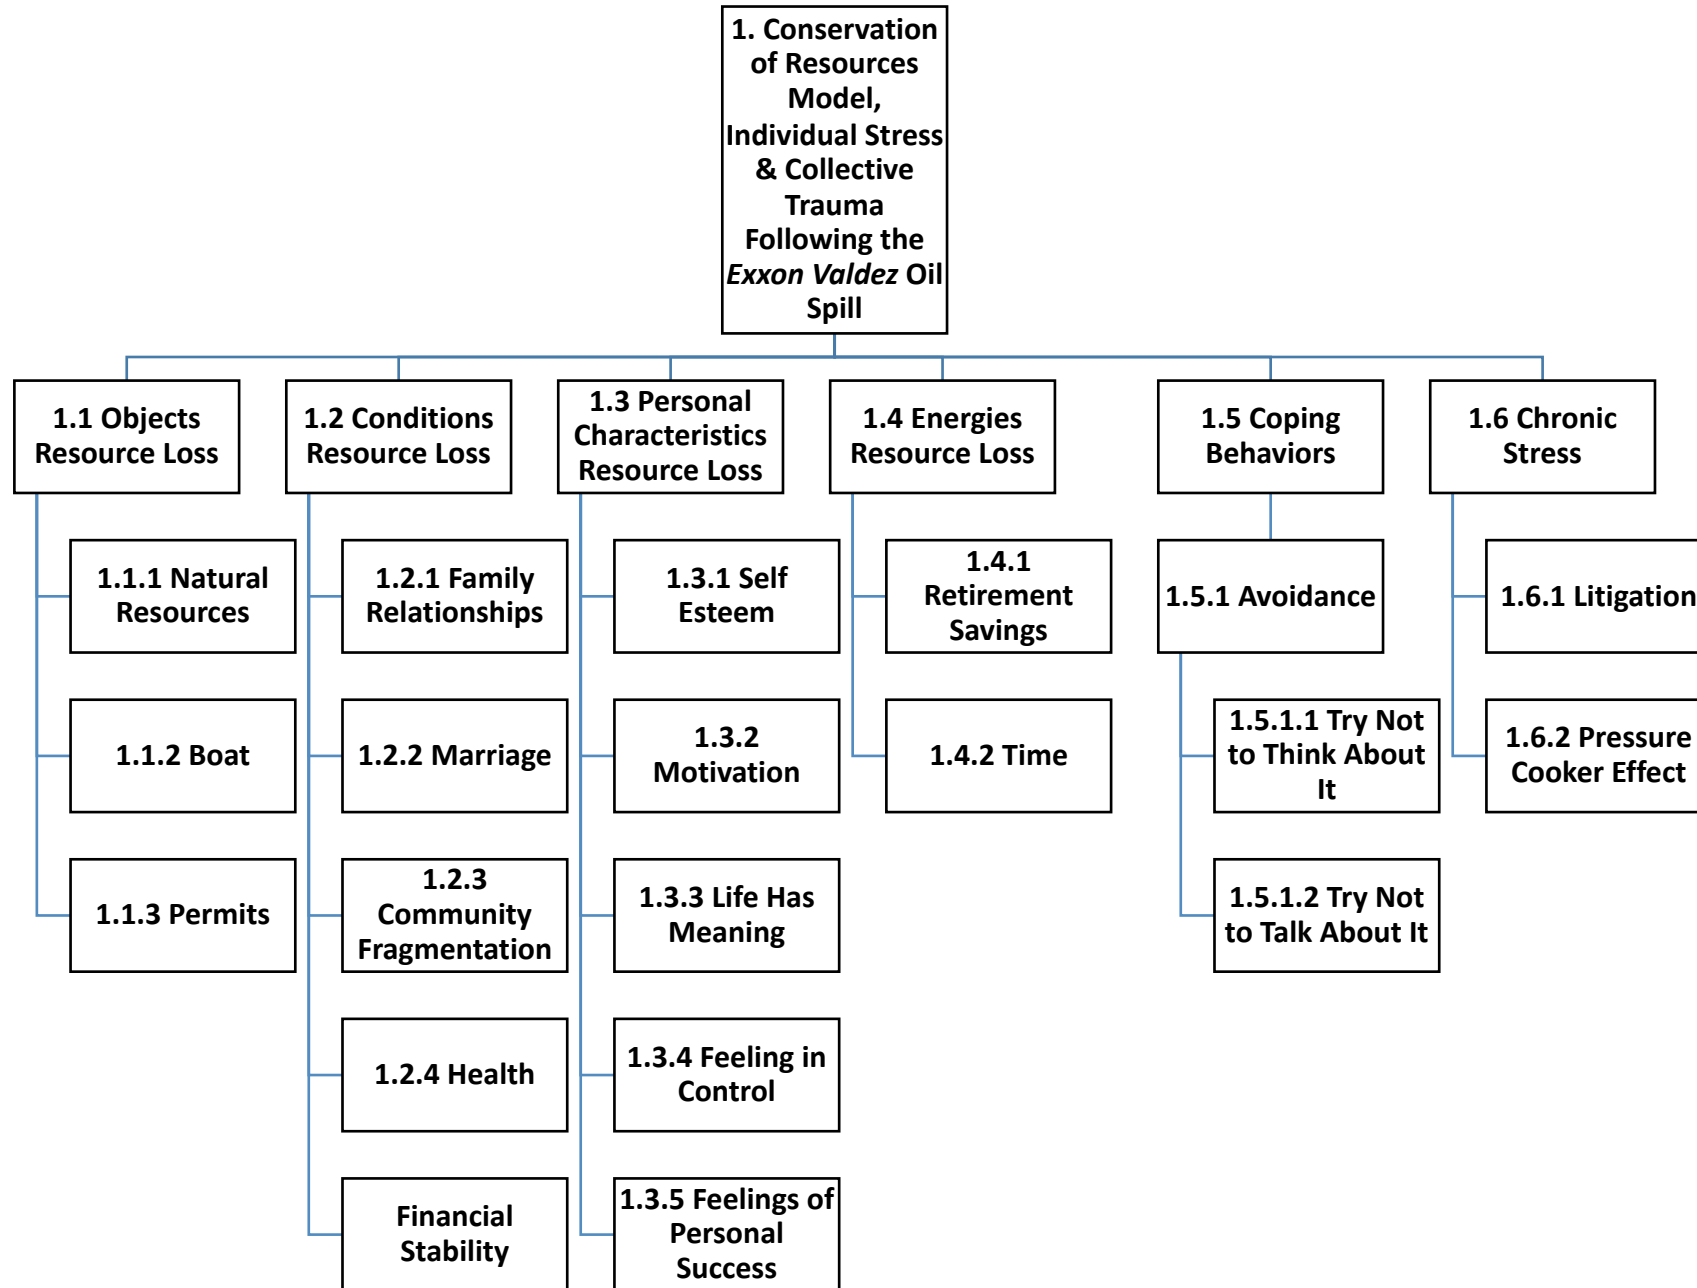 1. Conservation
of Resources
Model,
Individual Stress
& Collective
Trauma
Following the
Exxon Valdez Oil
Spill
1.1 Objects
Resource Loss
1.1.1 Natural
Resources
1.1.2 Boat
1.1.3 Permits
1.2 Conditions
Resource Loss
1.2.1 Family
Relationships
1.2.2 Marriage
1.2.3
Community
Fragmentation
1.2.4 Health
Financial
Stability
1.3 Personal
Characteristics
Resource Loss
1.3.1 Self
Esteem
1.3.2
Motivation
1.3.3 Life Has
Meaning
1.3.4 Feeling in
Control
1.3.5 Feelings of
Personal
Success
1.4 Energies
Resource Loss
1.4.1
Retirement
Savings
1.4.2 Time
1.5 Coping
Behaviors
1.5.1 Avoidance
1.5.1.1 Try Not
to Think About
It
1.5.1.2 Try Not
to Talk About It
1.6 Chronic
Stress
1.6.1 Litigation
1.6.2 Pressure
Cooker Effect